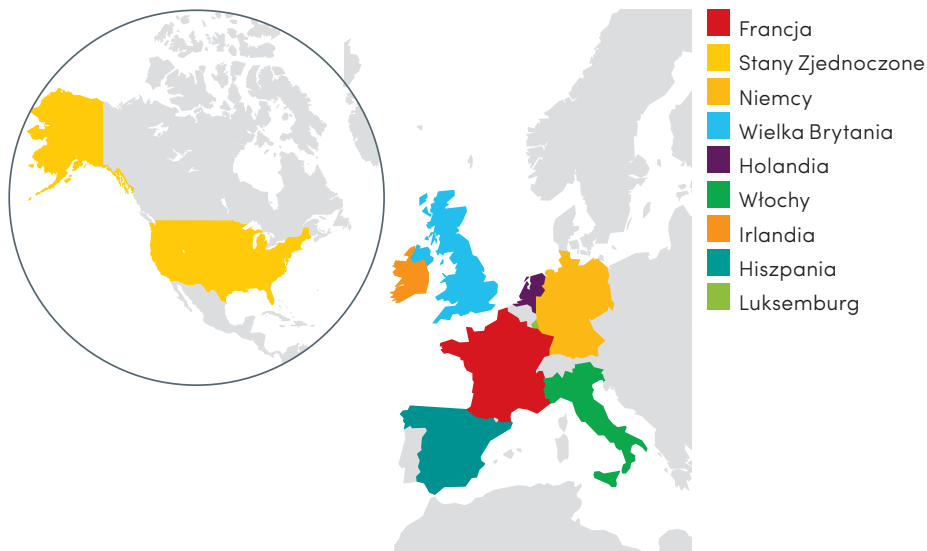 Francja
Stany Zjednoczone
Niemcy
Wielka Brytania
Holandia
Włochy
Irlandia
Hiszpania
Luksemburg